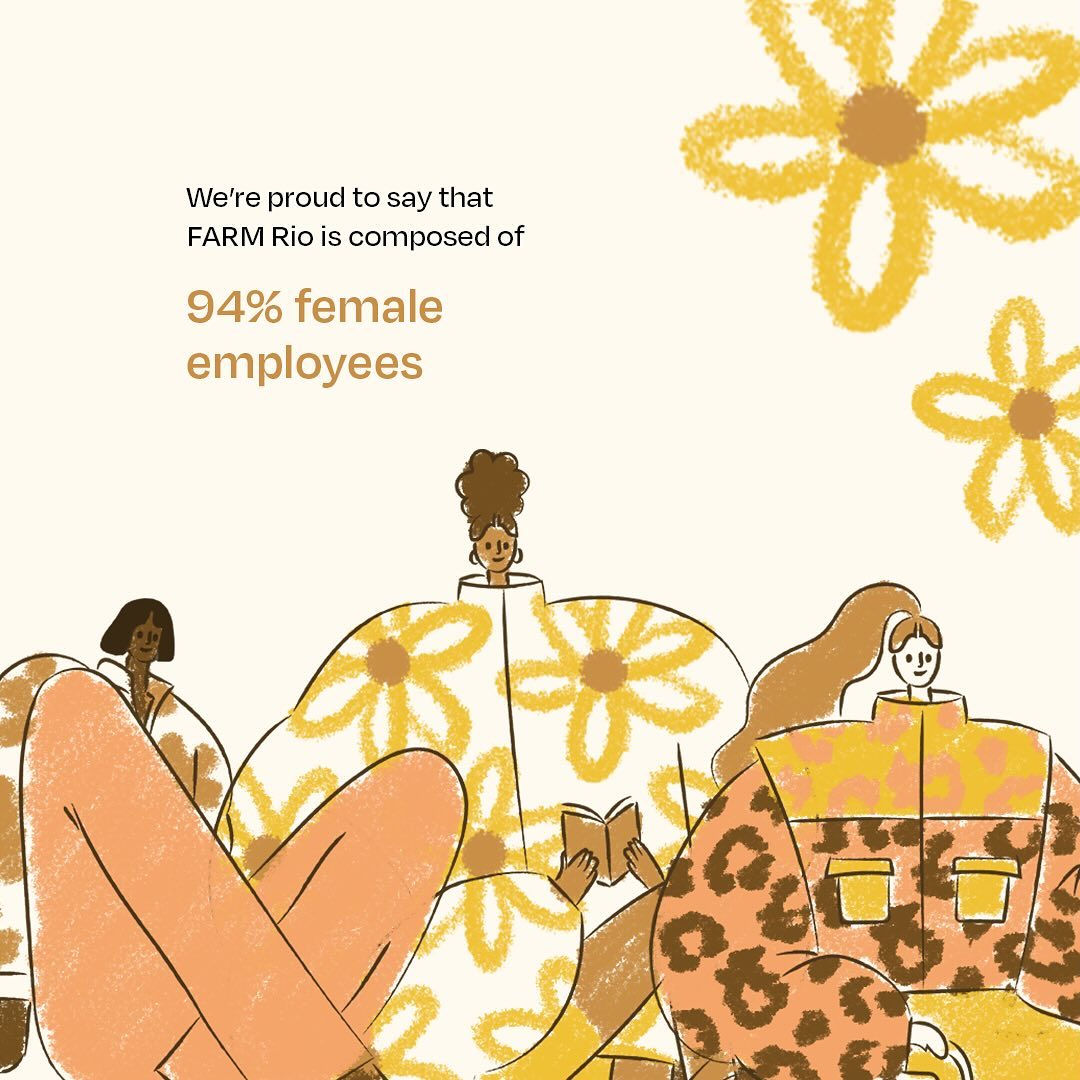 We’re proud to say that
FARM Rio is composed of
94% female
employees